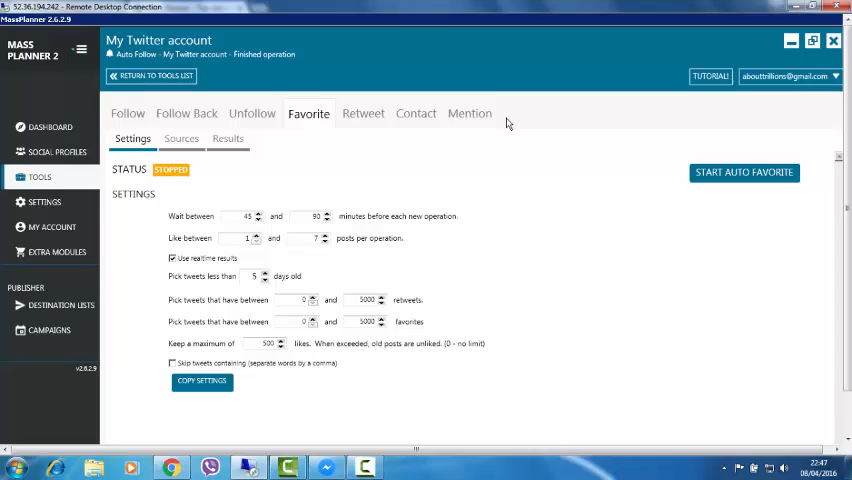 52.36.194.242 - Remote Desktop Connection
MassPlanner 2.6.2.9
MASS PLANNER 2
My Twitter account
Auto Follow - My Twitter account - Finished operation
RETURN TO TOOLS LIST
TUTORIAL!
abouttrillions@gmail.com
Follow Follow Back Unfollow Favorite Retweet Contact Mention
Settings Sources Results
DASHBOARD
SOCIAL PROFILES
TOOLS
SETTINGS
MY ACCOUNT
EXTRA MODULES
PUBLISHER
DESTINATION LISTS
CAMPAIGNS
v2.6.2.9
STATUS STOPPED
START AUTO FAVORITE
SETTINGS
Wait between 45 and 90 minutes before each new operation.
Like between 1 and 7 posts per operation.
Use realtime results
Pick tweets less than 5 days old
Pick tweets that have between 0 and 5000 retweets.
Pick tweets that have between 0 and 5000 favorites
Keep a maximum of 500 likes. When exceeded, old posts are unliked. (0 - no limit)
Skip tweets containing (separate words by a comma)
COPY SETTINGS
22:47
08/04/2016